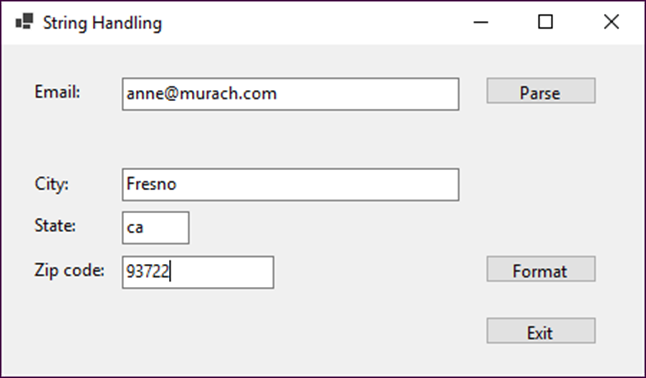 String Handling
Email: anne@murach.com Parse
City: Fresno
State: ca
Zip code: 93722 Format
Exit